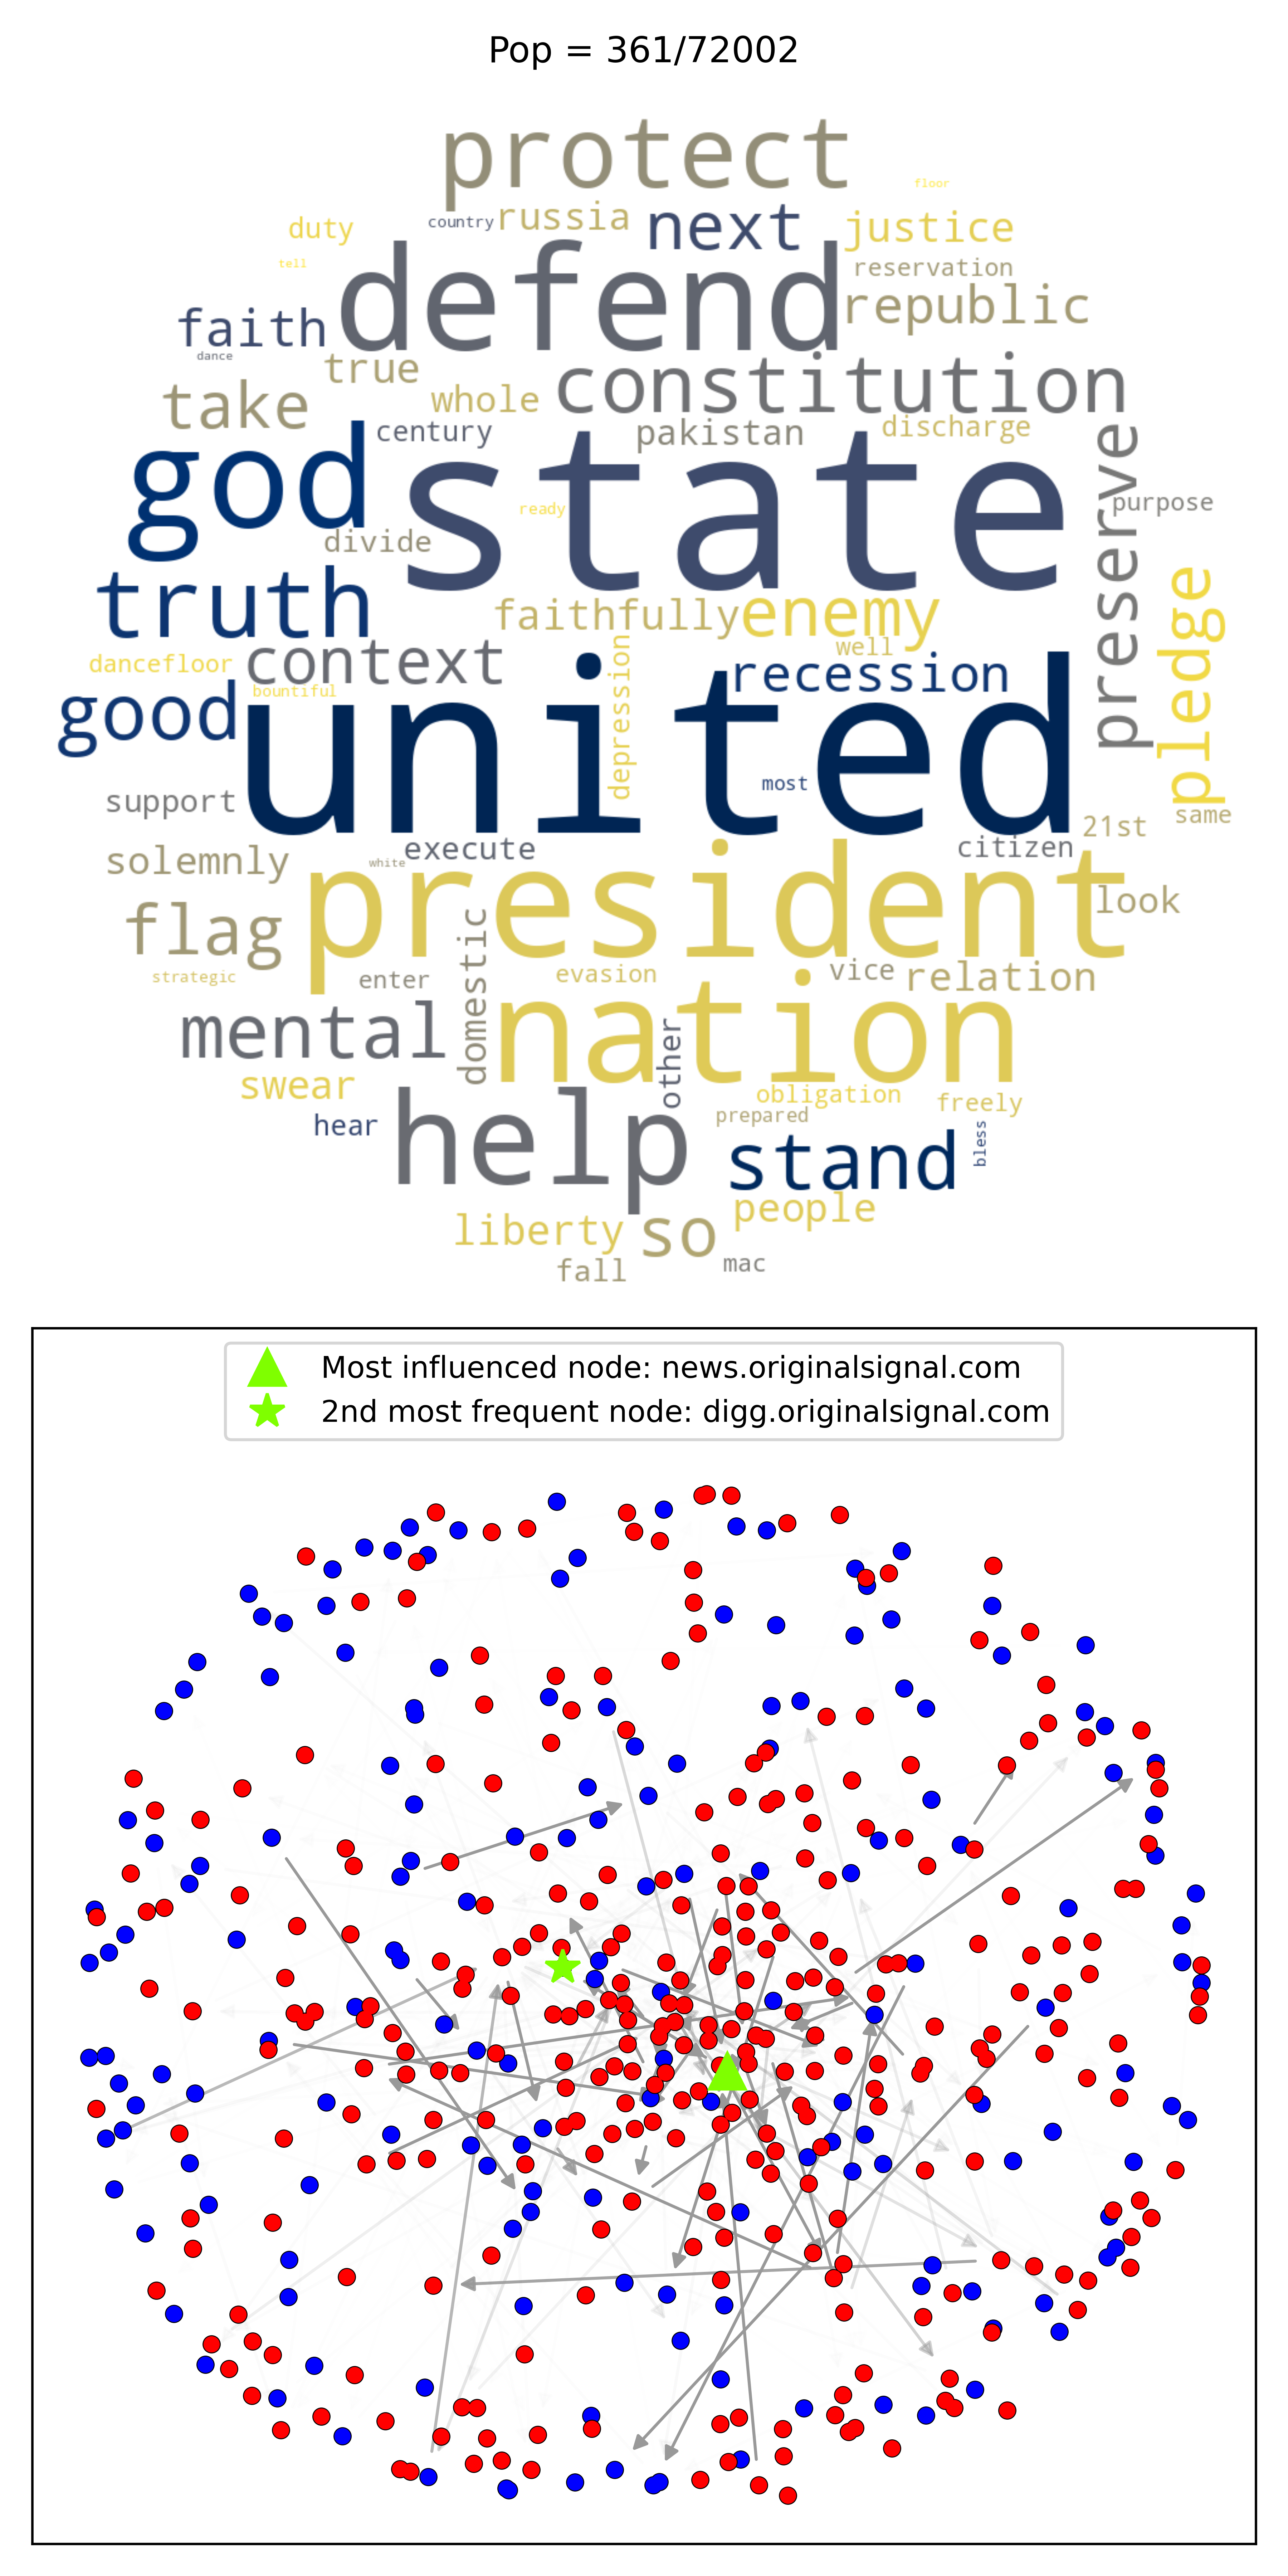 Pop = 361/72002
protect
floor
duty
country
russia
next
justice
tell
defend
reservation
republic
faith
dance
true
take
whole
constitution
century
pakistan
discharge
god
state
preserve
purpose
ready
divide
truth
faithfully
enemy
pledge
dancefloor
context
depression
well
recession
good
bountiful
united
most
support
same
21st
solemnly
white
execute
citizen
president
look
flag
domestic
strategic
enter
evasion
vice
relation
mental
nation
other
swear
obligation
freely
prepared
hear
help
stand
bless
liberty
so
people
fall
mac
Most influenced node: news.originalsignal.com
2nd most frequent node: digg.originalsignal.com